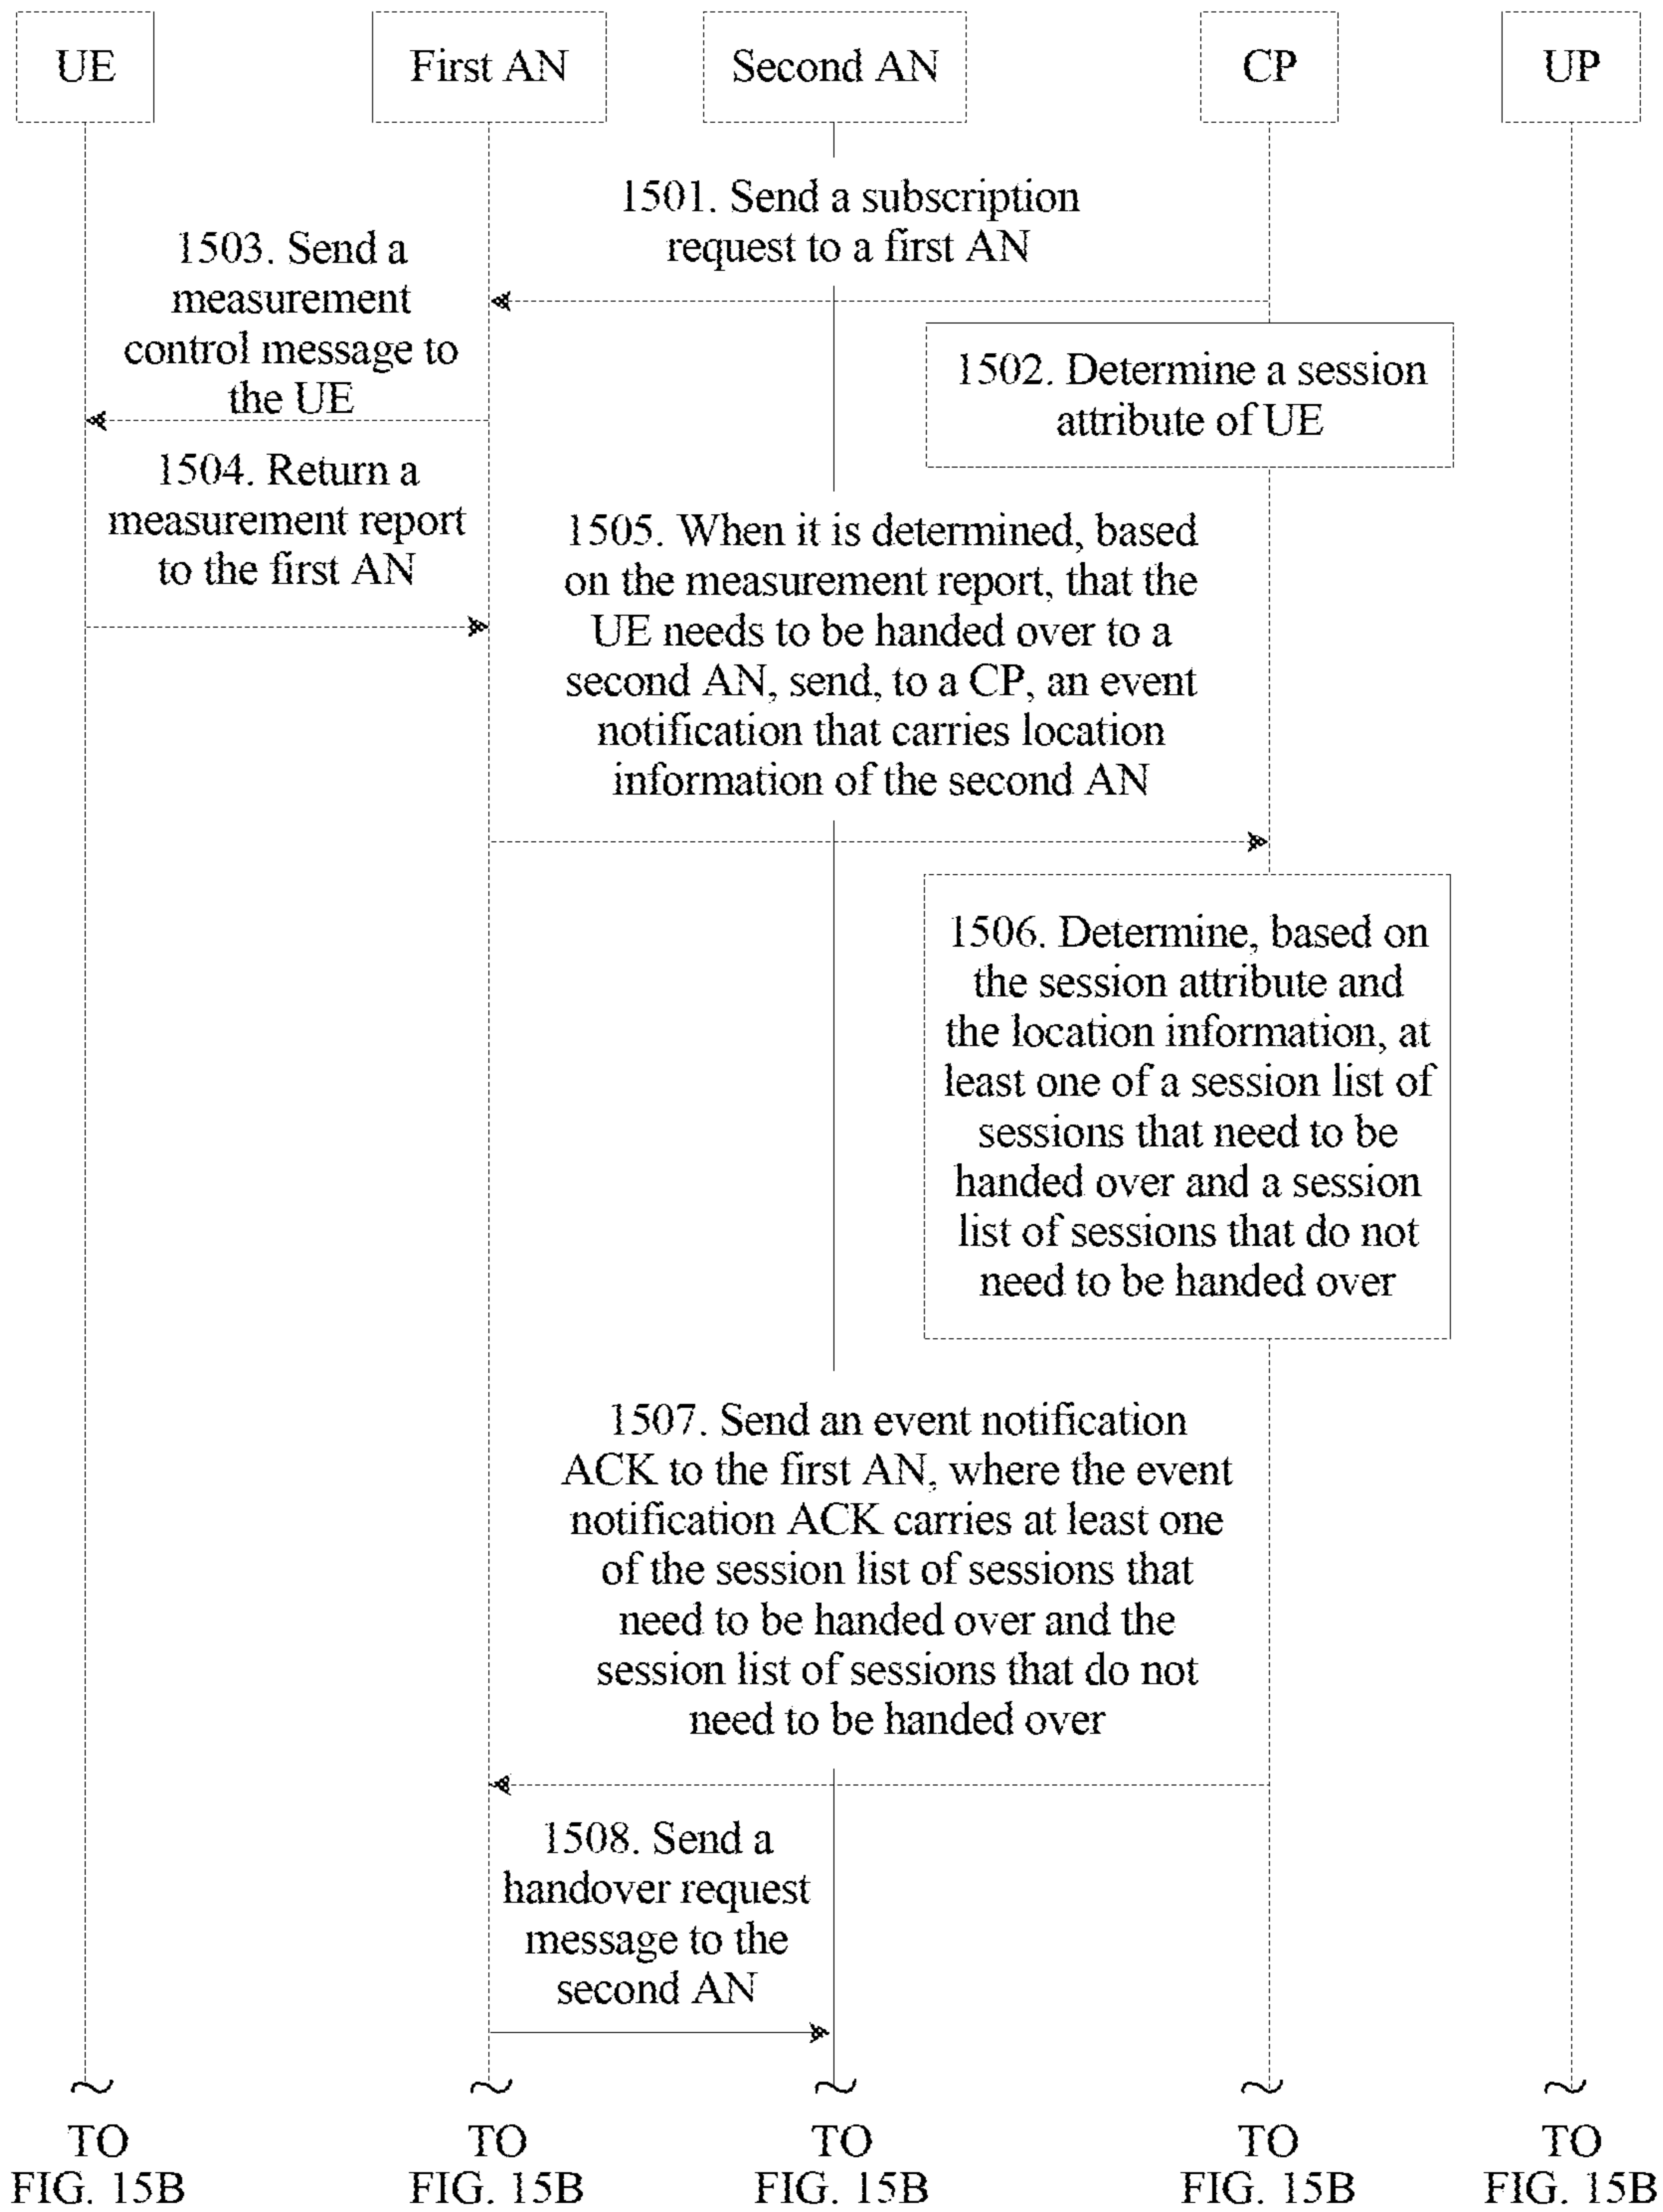 UE
First AN
Second AN
CP
UP
1501. Send a subscription
request to a first AN
1503. Send a
measurement
control message to
the UE
1502. Determine a session
attribute of UE
1504. Return a
measurement report
to the first AN
1505. When it is determined, based
on the measurement report, that the
UE needs to be handed over to a
second AN, send, to a CP, an event
notification that carries location
information of the second AN
1506. Determine, based on
the session attribute and
the location information, at
least one of a session list of
sessions that need to be
handed over and a session
list of sessions that do not
need to be handed over
1507. Send an event notification
ACK to the first AN, where the event
notification ACK carries at least one
of the session list of sessions that
need to be handed over and the
session list of sessions that do not
need to be handed over
1508. Send a
handover request
message to the
second AN
TO
FIG. 15B
TO
FIG. 15B
TO
FIG. 15B
TO
FIG. 15B
TO
FIG. 15B